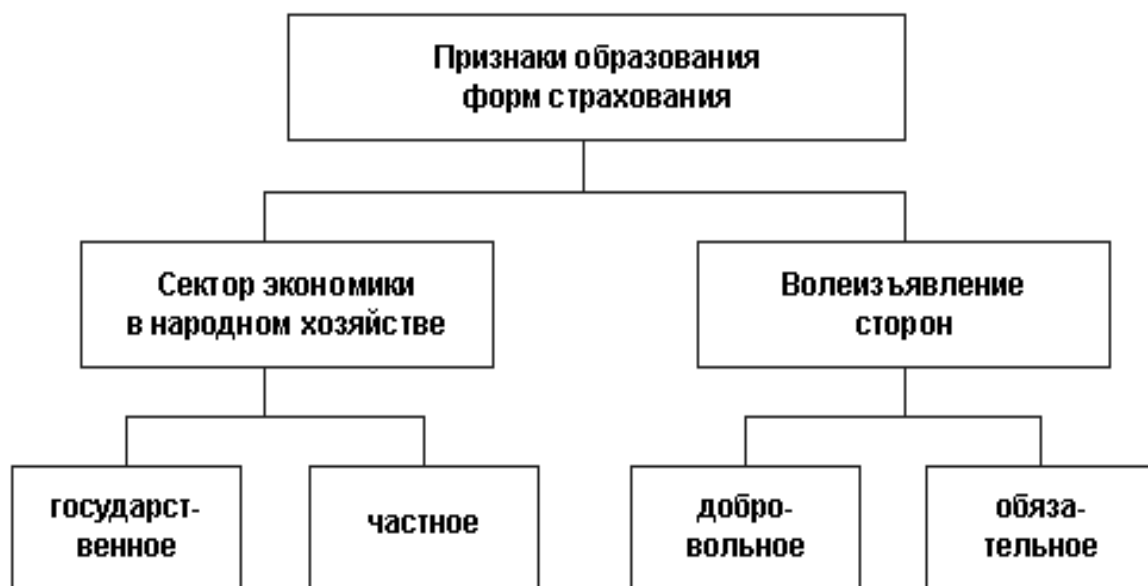 Признаки образования
форм страхования
Сектор экономики
в народном хозяйстве
Волеизъявление
сторон
государст-
венное
частное
добро-
вольное
обяза-
тельное